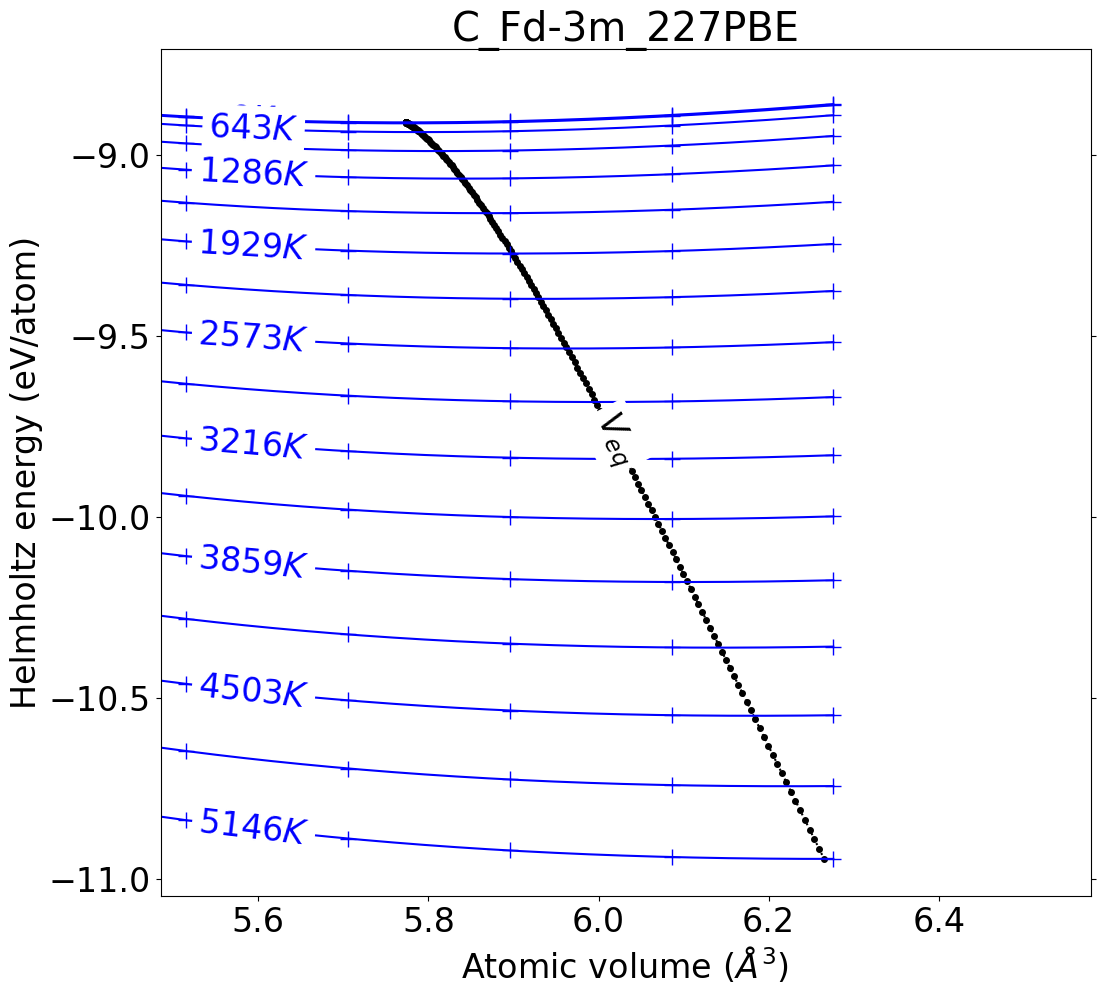 C_Fd-3m_227PBE
Helmholtz energy (eV/atom)
−9.0
−9.5
−10.0
−10.5
−11.0
643K
1286K
1929K
2573K
3216K
3859K
4503K
5146K
V_eq
5.6 5.8 6.0 6.2 6.4
Atomic volume (Å³)